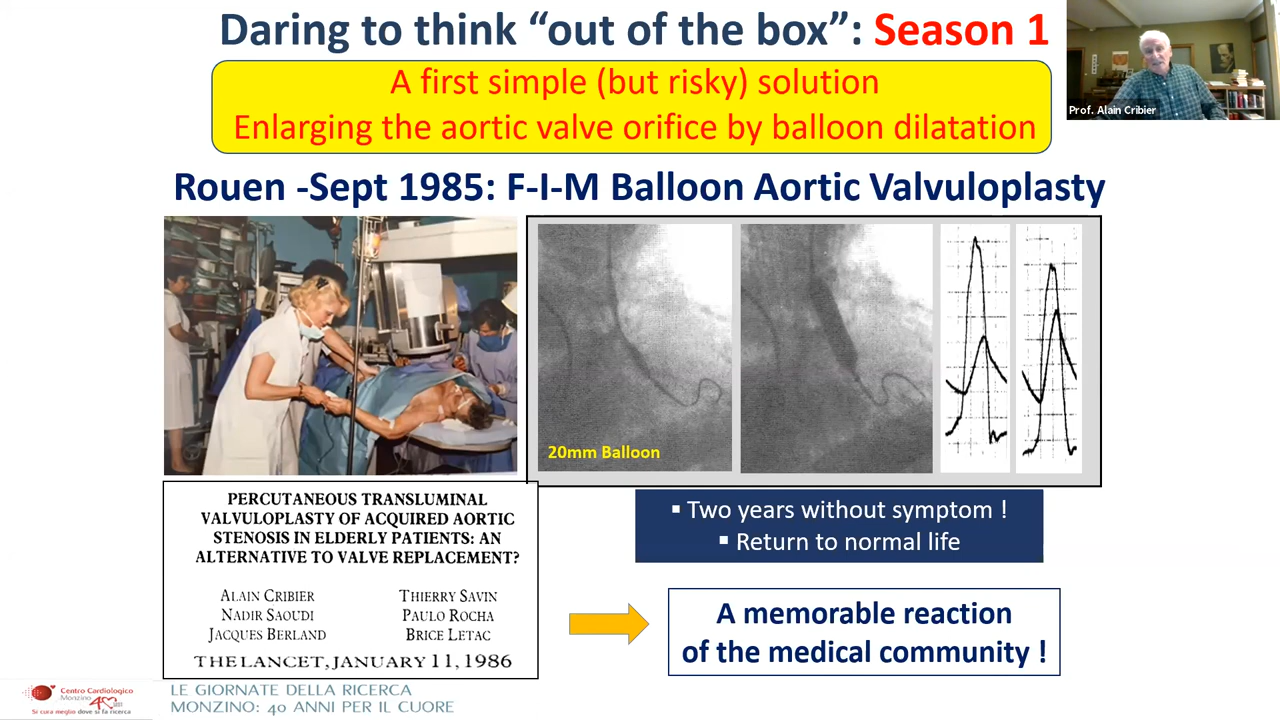 Daring to think “out of the box”: Season 1
Prof. Alain Cribier
A first simple (but risky) solution
Enlarging the aortic valve orifice by balloon dilatation
Rouen -Sept 1985: F-I-M Balloon Aortic Valvuloplasty
20mm Balloon
PERCUTANEOUS TRANSLUMINAL
VALVULOPLASTY OF ACQUIRED AORTIC
STENOSIS IN ELDERLY PATIENTS: AN
ALTERNATIVE TO VALVE REPLACEMENT?
ALAIN CRIBIER THIERRY SAVIN
NADIR SAOUDI PAULO ROCHA
JACQUES BERLAND BRICE LETAC
THE LANCET, JANUARY 11, 1986
▪ Two years without symptom !
▪ Return to normal life
A memorable reaction
of the medical community !
Centro Cardiologico
Monzino
Si cura meglio dove si fa ricerca
LE GIORNATE DELLA RICERCA
MONZINO: 40 ANNI PER IL CUORE